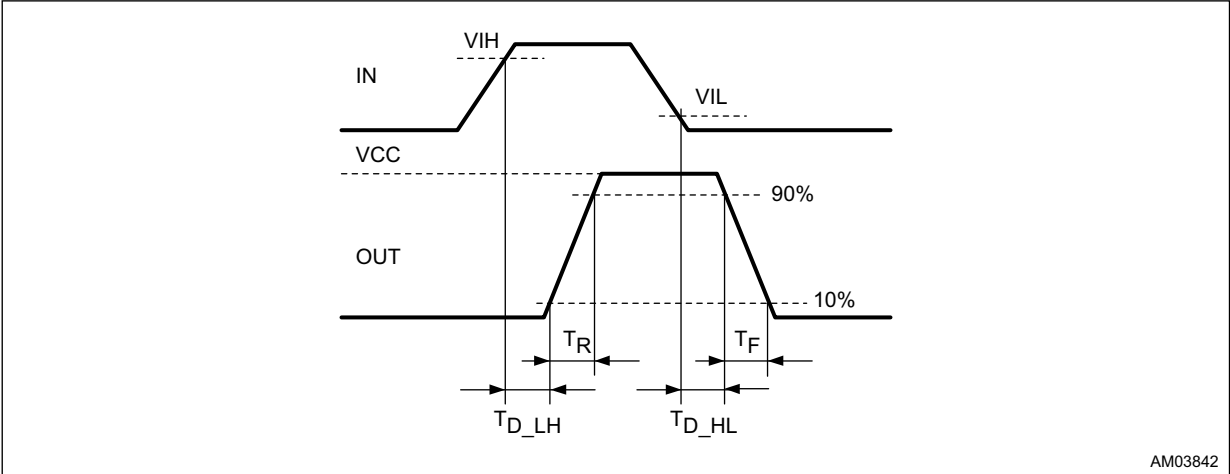 VIH
IN
VIL
VCC
90%
OUT
10%
TR
TF
TD_LH
TD_HL
AM03842